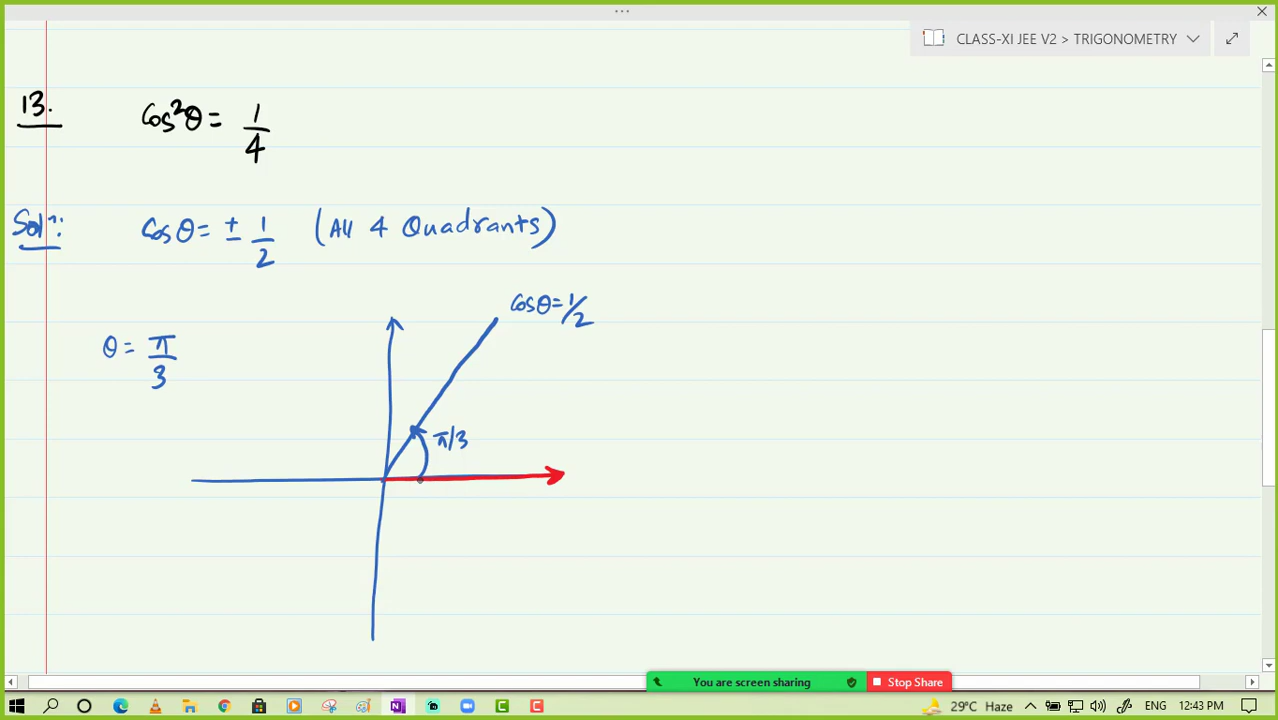 CLASS-XI JEE V2 > TRIGONOMETRY
13. cos²θ = 1/4
Solⁿ: cosθ = ± 1/2 (All 4 Quadrants)
cosθ=1/2
θ = π/3
π/3
You are screen sharing
Stop Share
29°C Haze
ENG
12:43 PM